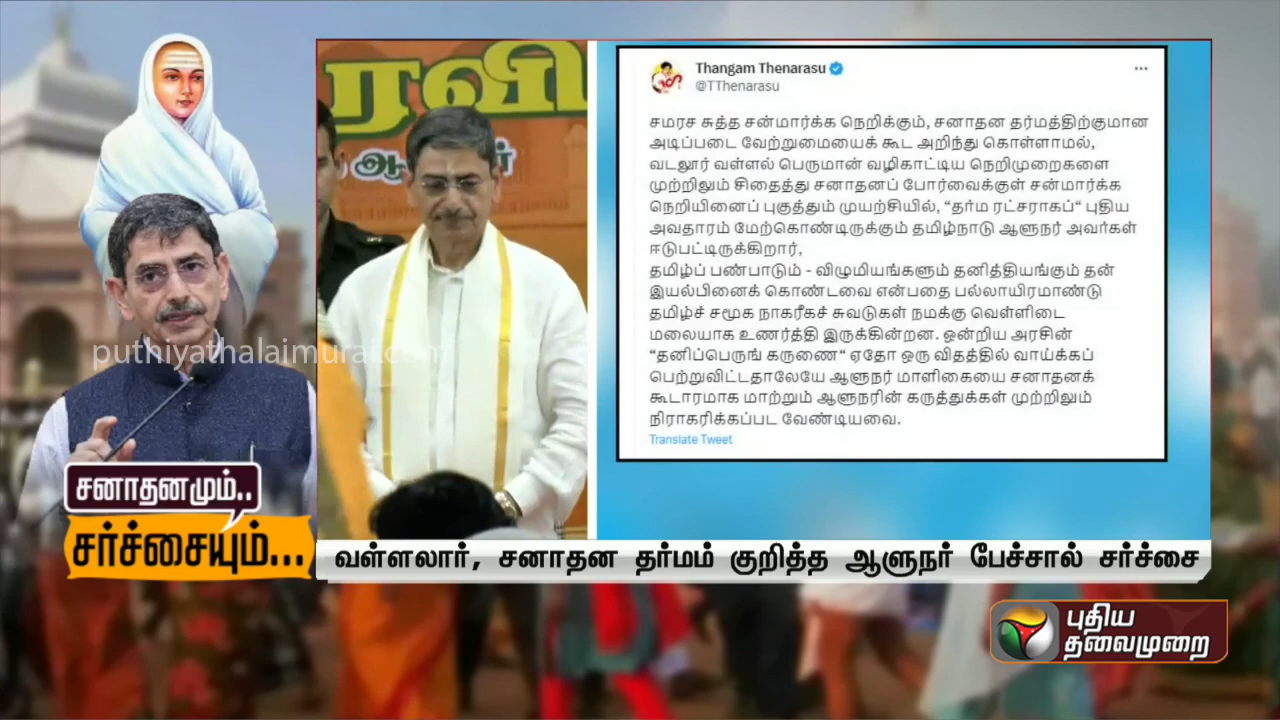 ரவி
ஆ
Thangam Thenarasu
@TThenarasu
சமரச சுத்த சன்மார்க்க நெறிக்கும், சனாதன தர்மத்திற்குமான
அடிப்படை வேற்றுமையைக் கூட அறிந்து கொள்ளாமல்,
வடலூர் வள்ளல் பெருமான் வழிகாட்டிய நெறிமுறைகளை
முற்றிலும் சிதைத்து சனாதனப் போர்வைக்குள் சன்மார்க்க
நெறியினைப் புகுத்தும் முயற்சியில், “தர்ம ரட்சராகப்“ புதிய
அவதாரம் மேற்கொண்டிருக்கும் தமிழ்நாடு ஆளுநர் அவர்கள்
ஈடுபட்டிருக்கிறார்,
தமிழ்ப் பண்பாடும் - விழுமியங்களும் தனித்தியங்கும் தன்
இயல்பினைக் கொண்டவை என்பதை பல்லாயிரமாண்டு
தமிழ்ச் சமூக நாகரீகச் சுவடுகள் நமக்கு வெள்ளிடை
மலையாக உணர்த்தி இருக்கின்றன. ஒன்றிய அரசின்
“தனிப்பெருங் கருணை“ ஏதோ ஒரு விதத்தில் வாய்க்கப்
பெற்றுவிட்டதாலேயே ஆளுநர் மாளிகையை சனாதனக்
கூடாரமாக மாற்றும் ஆளுநரின் கருத்துக்கள் முற்றிலும்
நிராகரிக்கப்பட வேண்டியவை.
Translate Tweet
puthiyathalaimurai.com
சனாதனமும்..
சர்ச்சையும்...
வள்ளலார், சனாதன தர்மம் குறித்த ஆளுநர் பேச்சால் சர்ச்சை
புதிய
தலைமுறை